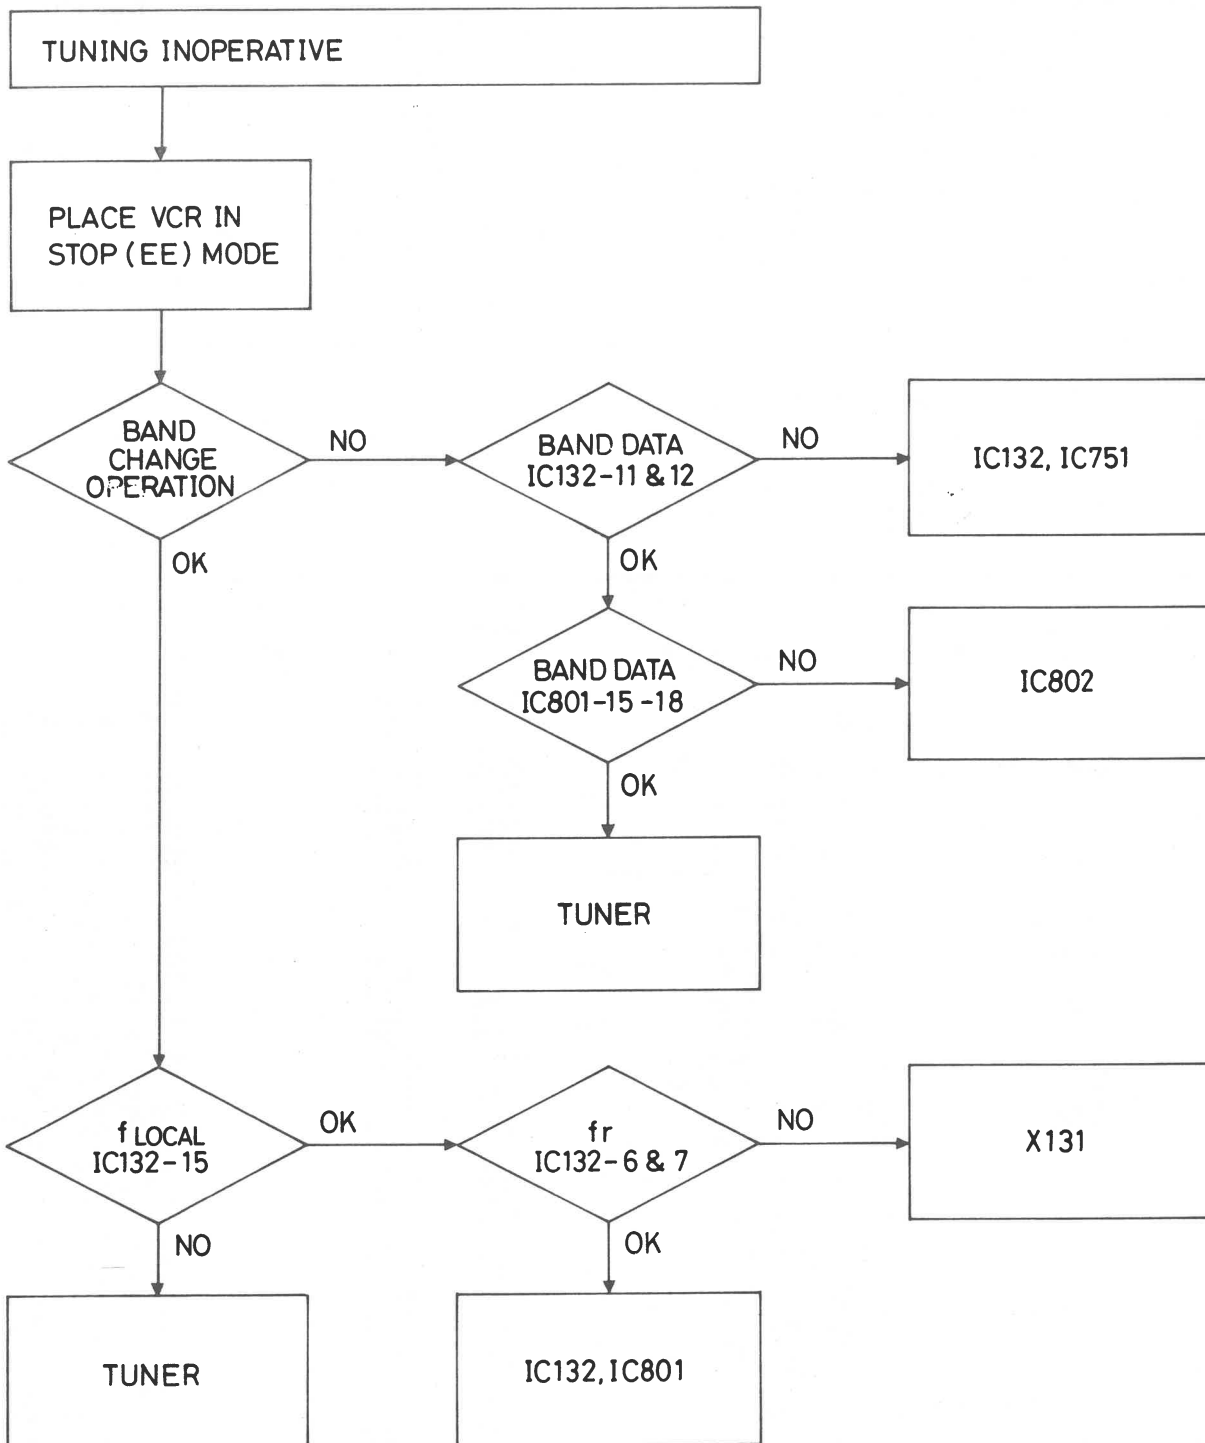 TUNING INOPERATIVE
PLACE VCR IN
STOP (EE) MODE
BAND
CHANGE
OPERATION
NO
BAND DATA
IC132-11 & 12
NO
IC132, IC751
OK
OK
BAND DATA
IC801-15-18
NO
IC802
OK
TUNER
f LOCAL
IC132-15
OK
fr
IC132-6 & 7
NO
X131
NO
OK
TUNER
IC132, IC801